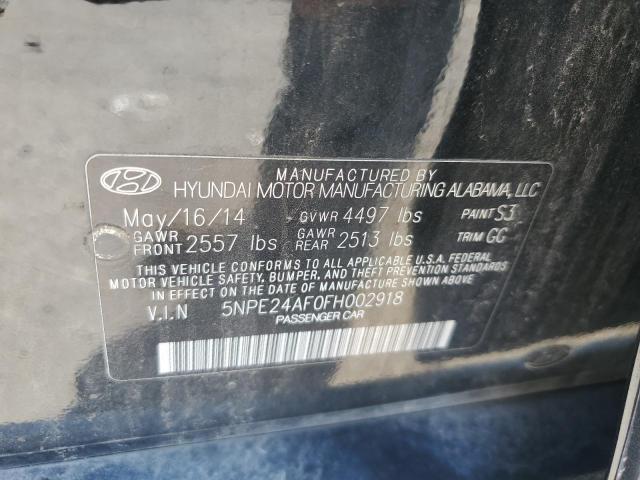 MANUFACTURED BY
HYUNDAI MOTOR MANUFACTURING ALABAMA, LLC
May/16/14 GVWR 4497 lbs PAINT S3
GAWR FRONT 2557 lbs GAWR REAR 2513 lbs TRIM GG
THIS VEHICLE CONFORMS TO ALL APPLICABLE U.S.A. FEDERAL
MOTOR VEHICLE SAFETY, BUMPER, AND THEFT PREVENTION STANDARDS
IN EFFECT ON THE DATE OF MANUFACTURE SHOWN ABOVE.
V.I.N 5NPE24AF0FH002918
PASSENGER CAR